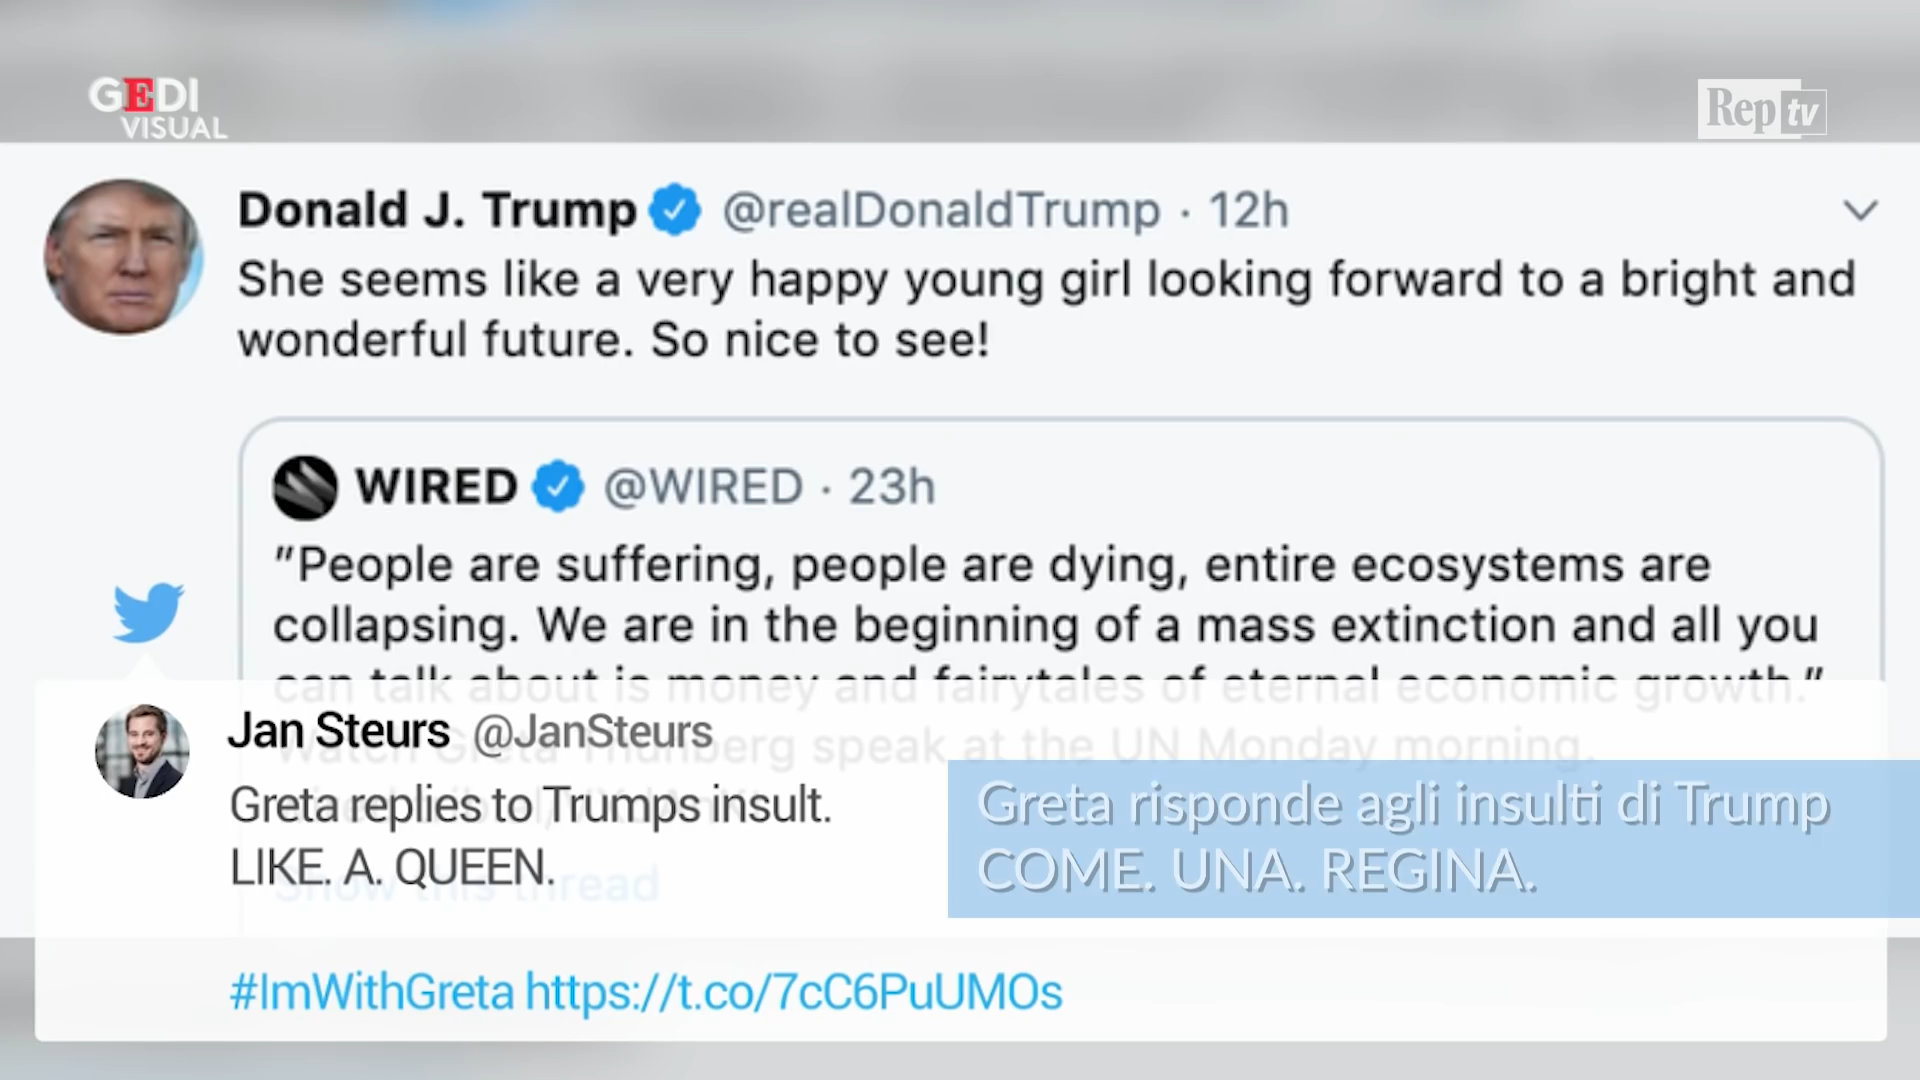 GEDI
VISUAL
Rep tv
Donald J. Trump @realDonaldTrump · 12h
She seems like a very happy young girl looking forward to a bright and
wonderful future. So nice to see!
WIRED @WIRED · 23h
"People are suffering, people are dying, entire ecosystems are
collapsing. We are in the beginning of a mass extinction and all you
can talk about is money and fairytales of eternal economic growth."
Watch Greta Thunberg speak at the UN Monday morning.
Show this thread
Jan Steurs @JanSteurs
Greta replies to Trumps insult.
LIKE. A. QUEEN.
#ImWithGreta https://t.co/7cC6PuUMOs
Greta risponde agli insulti di Trump
COME. UNA. REGINA.